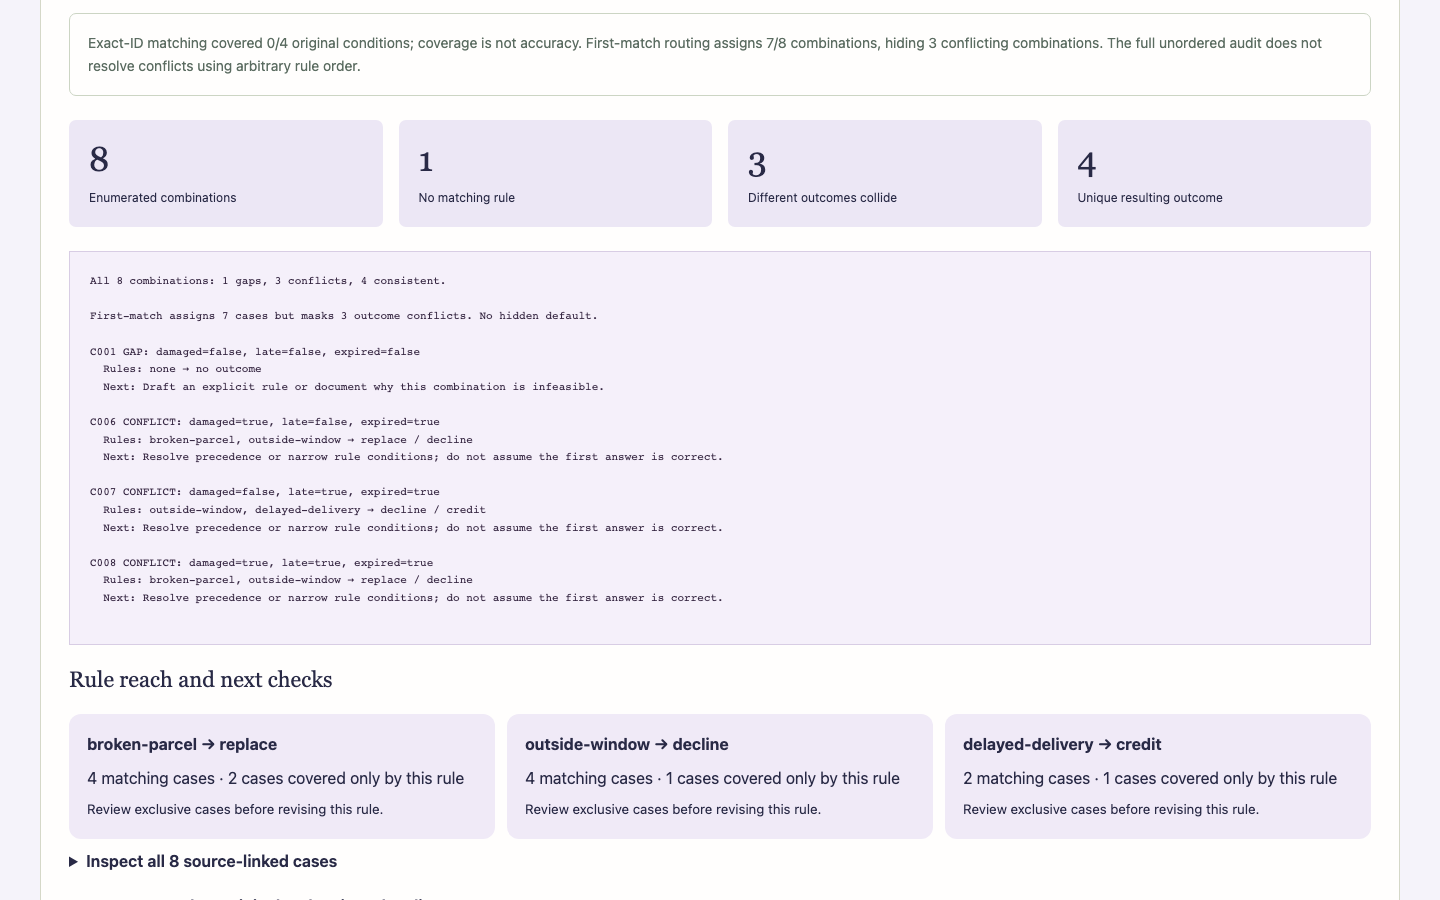 Exact-ID matching covered 0/4 original conditions; coverage is not accuracy. First-match routing assigns 7/8 combinations, hiding 3 conflicting combinations. The full unordered audit does not
resolve conflicts using arbitrary rule order.
8
Enumerated combinations
1
No matching rule
3
Different outcomes collide
4
Unique resulting outcome
All 8 combinations: 1 gaps, 3 conflicts, 4 consistent.
First-match assigns 7 cases but masks 3 outcome conflicts. No hidden default.
C001 GAP: damaged=false, late=false, expired=false
Rules: none → no outcome
Next: Draft an explicit rule or document why this combination is infeasible.
C006 CONFLICT: damaged=true, late=false, expired=true
Rules: broken-parcel, outside-window → replace / decline
Next: Resolve precedence or narrow rule conditions; do not assume the first answer is correct.
C007 CONFLICT: damaged=false, late=true, expired=true
Rules: outside-window, delayed-delivery → decline / credit
Next: Resolve precedence or narrow rule conditions; do not assume the first answer is correct.
C008 CONFLICT: damaged=true, late=true, expired=true
Rules: broken-parcel, outside-window → replace / decline
Next: Resolve precedence or narrow rule conditions; do not assume the first answer is correct.
Rule reach and next checks
broken-parcel → replace
4 matching cases · 2 cases covered only by this rule
Review exclusive cases before revising this rule.
outside-window → decline
4 matching cases · 1 cases covered only by this rule
Review exclusive cases before revising this rule.
delayed-delivery → credit
2 matching cases · 1 cases covered only by this rule
Review exclusive cases before revising this rule.
▶ Inspect all 8 source-linked cases